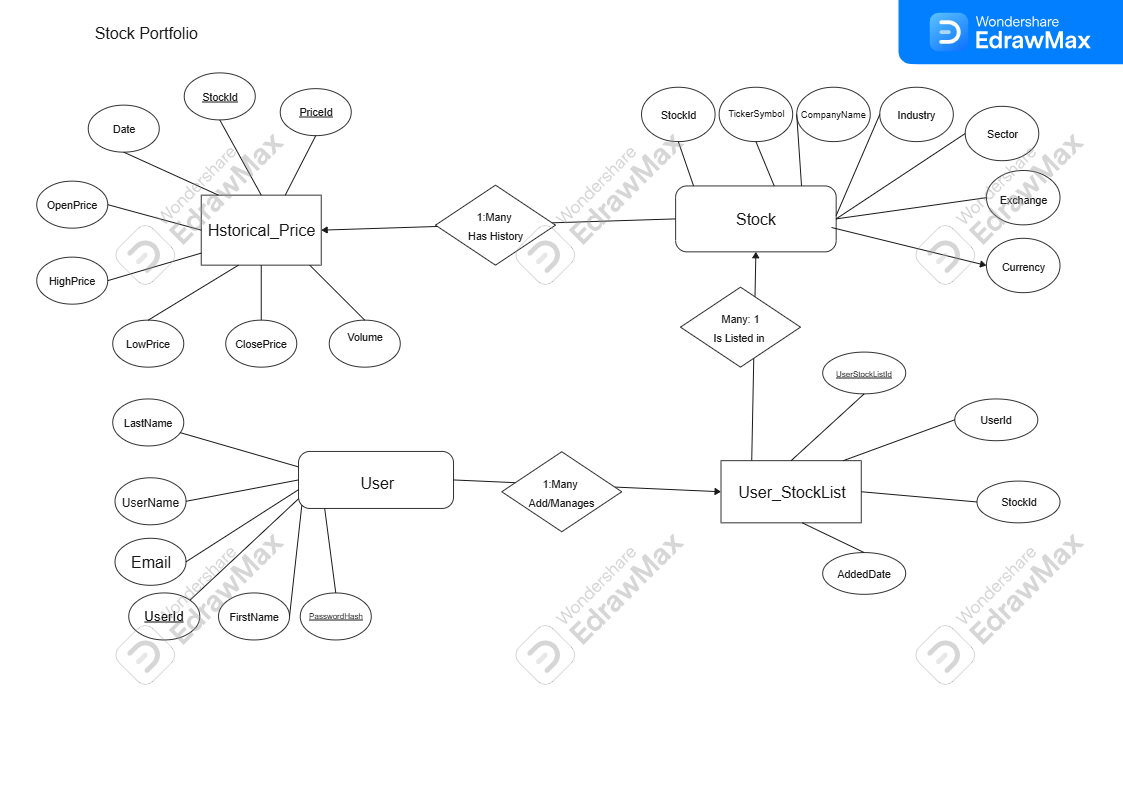 Stock Portfolio
Wondershare
EdrawMax
StockId
PriceId
Date
OpenPrice
HighPrice
Hstorical_Price
LowPrice
ClosePrice
Volume
1:Many
Has History
StockId
TickerSymbol
CompanyName
Industry
Sector
Exchange
Currency
Stock
Many: 1
Is Listed in
LastName
UserName
Email
UserId
FirstName
PasswordHash
User
1:Many
Add/Manages
User_StockList
UserStockListId
UserId
StockId
AddedDate
Wondershare
EdrawMax
Wondershare
EdrawMax
Wondershare
EdrawMax
Wondershare
EdrawMax
Wondershare
EdrawMax
Wondershare
EdrawMax